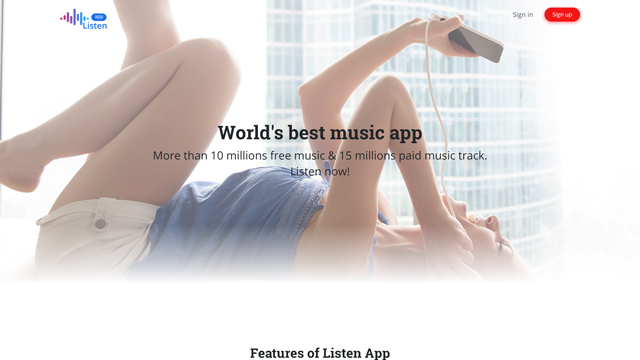 app
Listen
Sign in
Sign up
World's best music app
More than 10 millions free music & 15 millions paid music track.
Listen now!
Features of Listen App